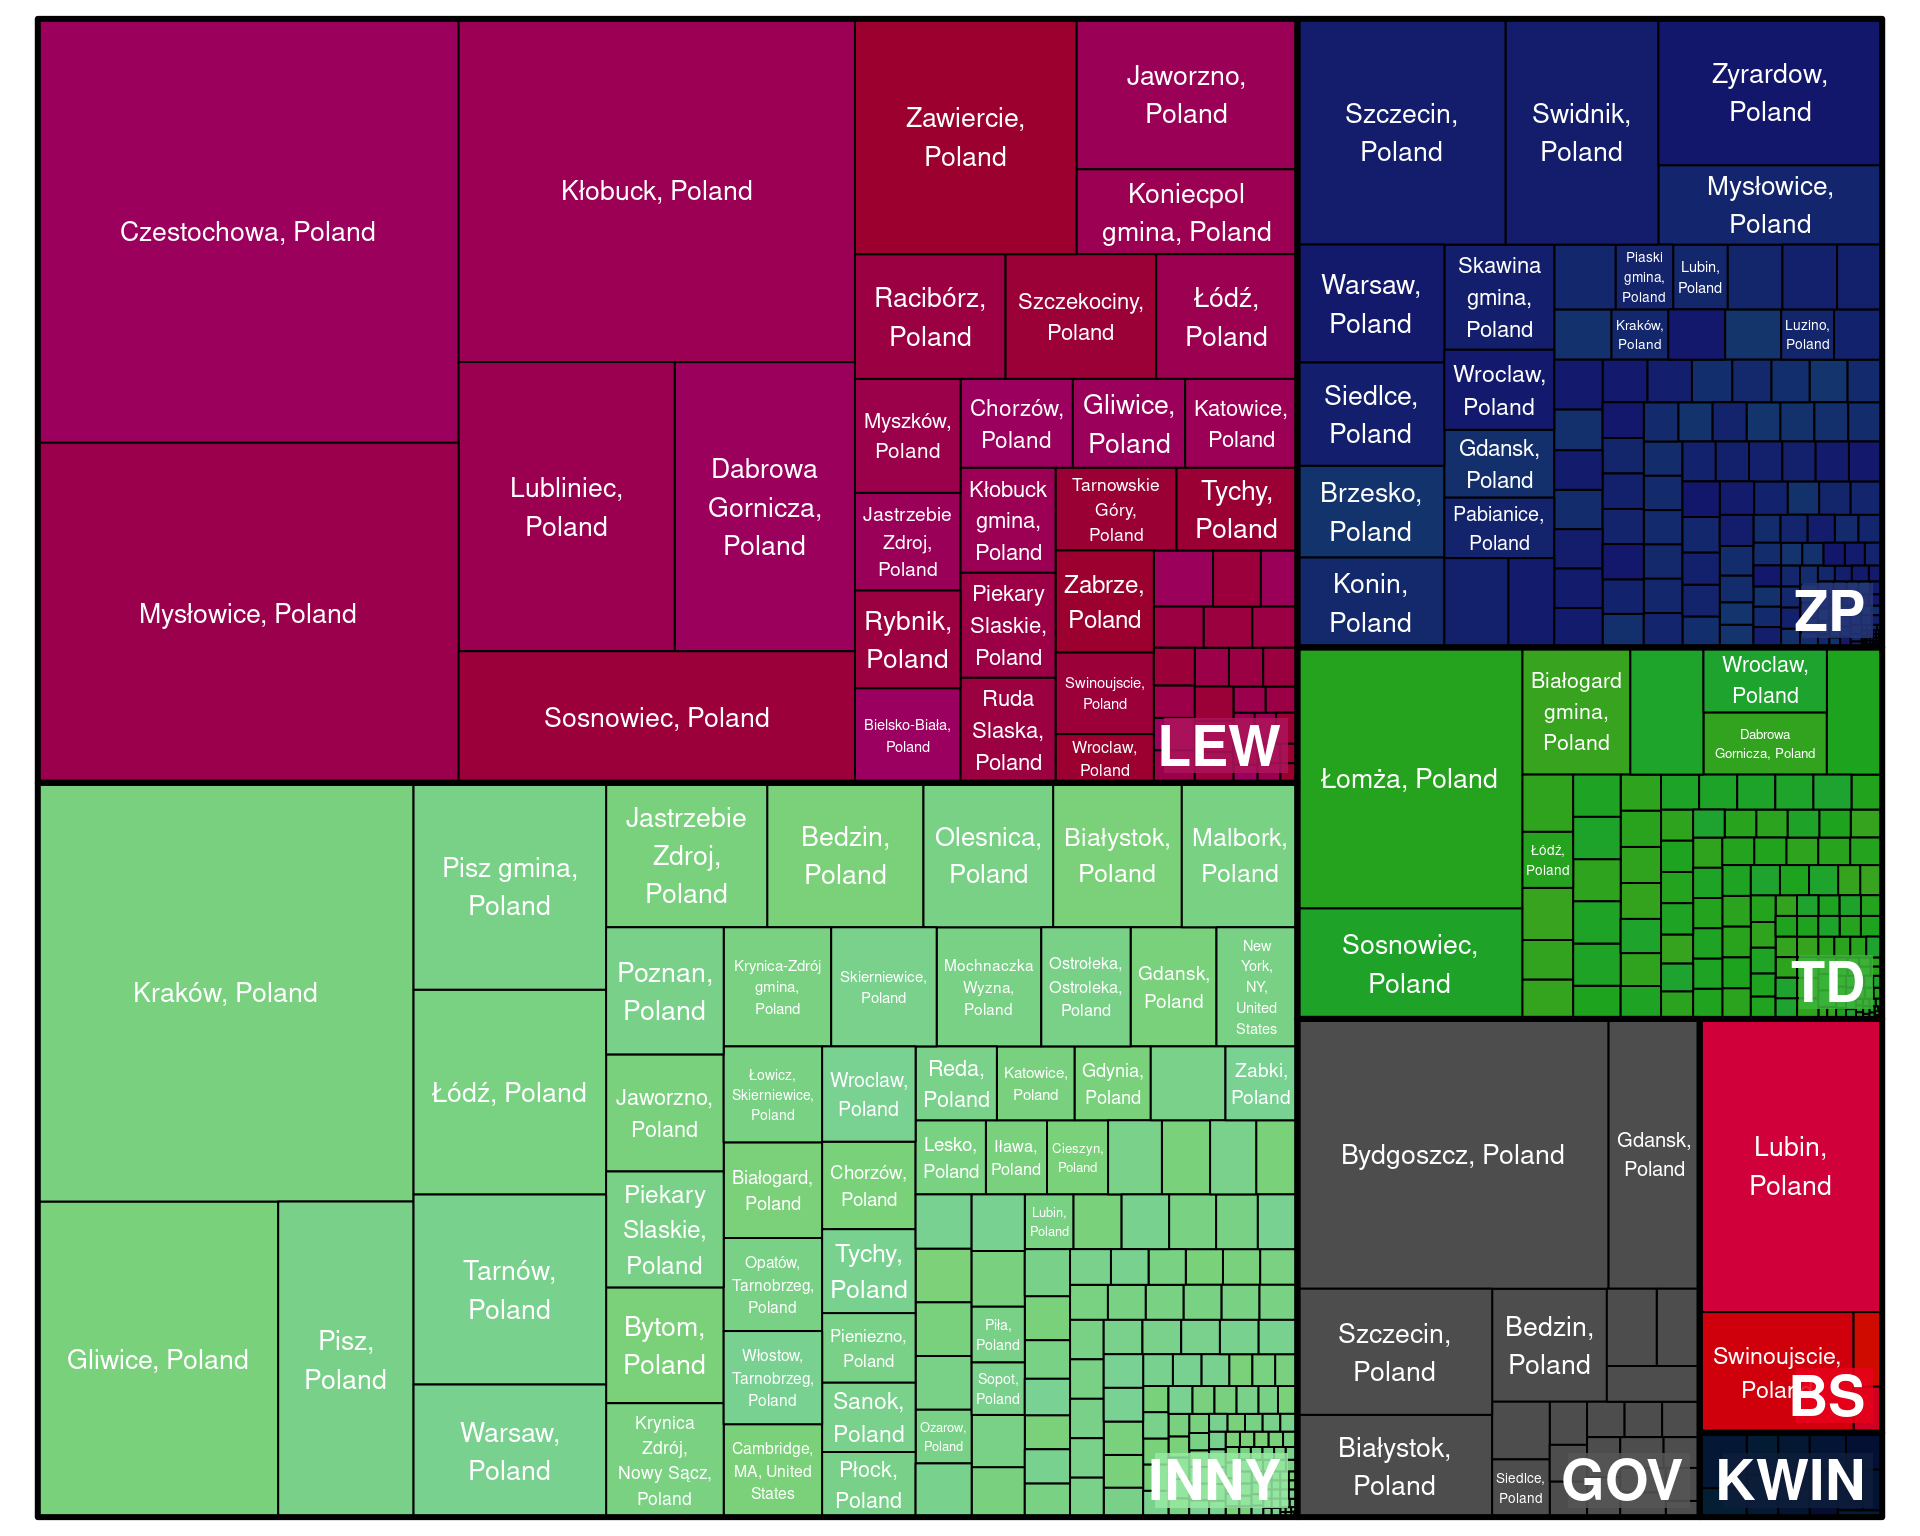 Czestochowa, Poland
Mysłowice, Poland
Kłobuck, Poland
Lubliniec,
Poland
Dabrowa
Gornicza,
Poland
Sosnowiec, Poland
Zawiercie,
Poland
Jaworzno,
Poland
Koniecpol
gmina, Poland
Racibórz,
Poland
Szczekociny,
Poland
Łódź,
Poland
Myszków,
Poland
Jastrzebie
Zdroj,
Poland
Rybnik,
Poland
Bielsko-Biała,
Poland
Chorzów,
Poland
Gliwice,
Poland
Katowice,
Poland
Kłobuck
gmina,
Poland
Piekary
Slaskie,
Poland
Ruda
Slaska,
Poland
Tarnowskie
Góry,
Poland
Tychy,
Poland
Zabrze,
Poland
Swinoujscie,
Poland
Wroclaw,
Poland
LEW
Szczecin,
Poland
Swidnik,
Poland
Zyrardow,
Poland
Mysłowice,
Poland
Warsaw,
Poland
Siedlce,
Poland
Brzesko,
Poland
Konin,
Poland
Skawina
gmina,
Poland
Wroclaw,
Poland
Gdansk,
Poland
Pabianice,
Poland
Piaski
gmina,
Poland
Lubin,
Poland
Kraków,
Poland
Luzino,
Poland
ZP
Łomża, Poland
Sosnowiec,
Poland
Białogard
gmina,
Poland
Wroclaw,
Poland
Dabrowa
Gornicza, Poland
Łódź,
Poland
TD
Kraków, Poland
Gliwice, Poland
Pisz,
Poland
Pisz gmina,
Poland
Łódź, Poland
Tarnów,
Poland
Warsaw,
Poland
Jastrzebie
Zdroj,
Poland
Bedzin,
Poland
Olesnica,
Poland
Białystok,
Poland
Malbork,
Poland
Poznan,
Poland
Jaworzno,
Poland
Piekary
Slaskie,
Poland
Bytom,
Poland
Krynica
Zdrój,
Nowy Sącz,
Poland
Krynica-Zdrój
gmina,
Poland
Skierniewice,
Poland
Mochnaczka
Wyzna,
Poland
Ostrołeka,
Ostroleka,
Poland
Gdansk,
Poland
New
York,
NY,
United
States
Łowicz,
Skierniewice,
Poland
Białogard,
Poland
Opatów,
Tarnobrzeg,
Poland
Włostow,
Tarnobrzeg,
Poland
Cambridge,
MA, United
States
Wroclaw,
Poland
Chorzów,
Poland
Tychy,
Poland
Pieniezno,
Poland
Sanok,
Poland
Płock,
Poland
Reda,
Poland
Katowice,
Poland
Gdynia,
Poland
Zabki,
Poland
Lesko,
Poland
Iława,
Poland
Cieszyn,
Poland
Lubin,
Poland
Piła,
Poland
Sopot,
Poland
Ozarow,
Poland
INNY
Bydgoszcz, Poland
Gdansk,
Poland
Szczecin,
Poland
Białystok,
Poland
Bedzin,
Poland
Siedlce,
Poland
GOV
Lubin,
Poland
Swinoujscie,
Poland
BS
KWIN